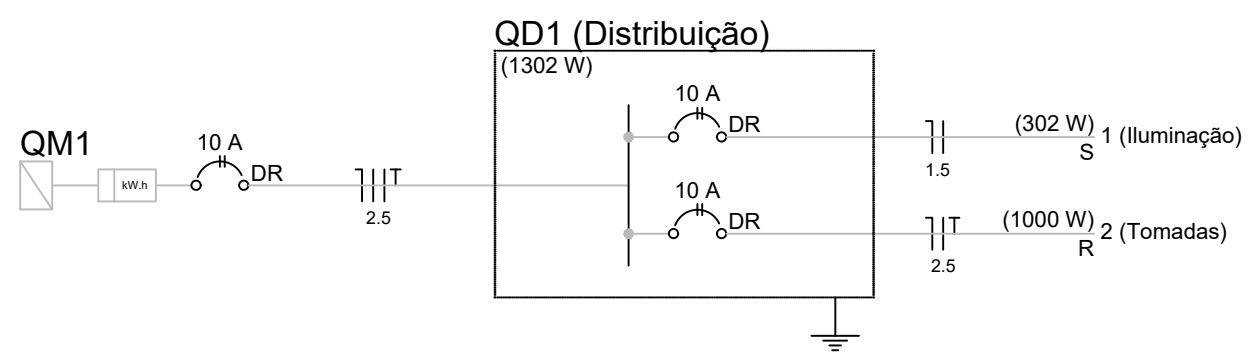 QD1 (Distribuição)
(1302 W)
QM1
kW.h
10 A
DR
T
2.5
10 A
DR
1.5
(302 W)
S
1 (Iluminação)
10 A
DR
T
2.5
(1000 W)
R
2 (Tomadas)